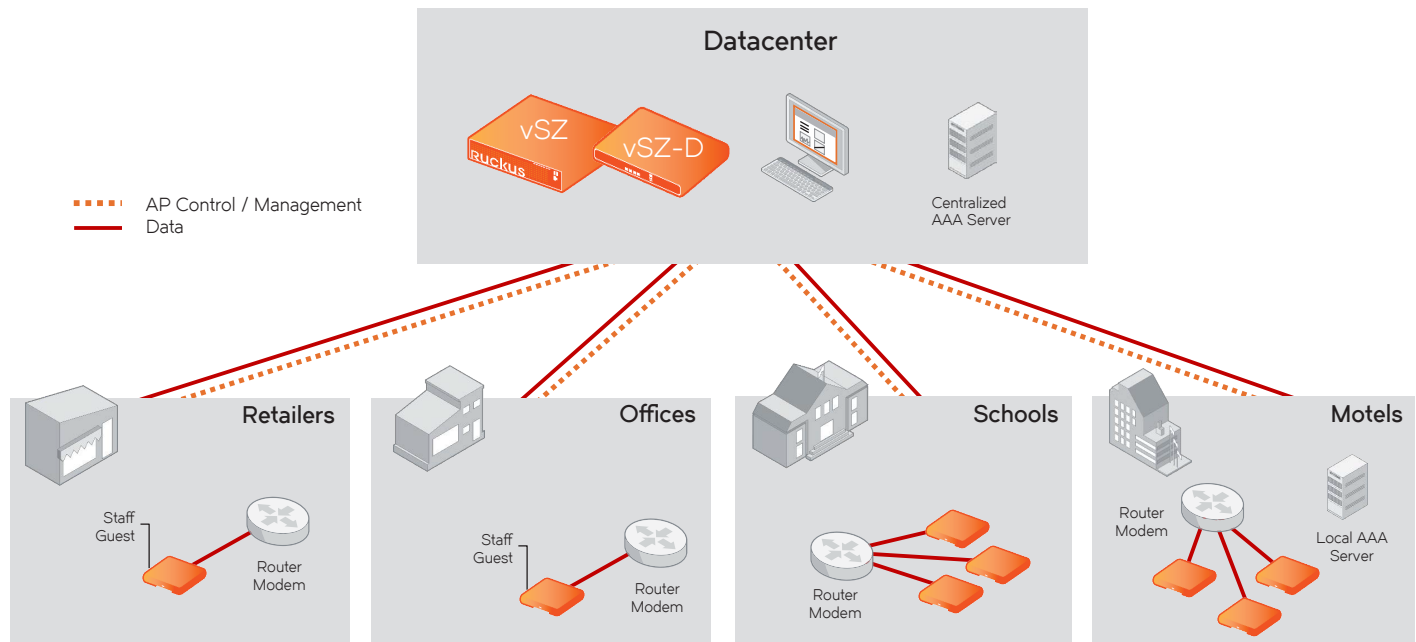 Datacenter
vSZ
Ruckus
vSZ-D
Centralized
AAA Server
AP Control / Management
Data
Retailers
Staff
Guest
Router
Modem
Offices
Staff
Guest
Router
Modem
Schools
Router
Modem
Motels
Router
Modem
Local AAA
Server